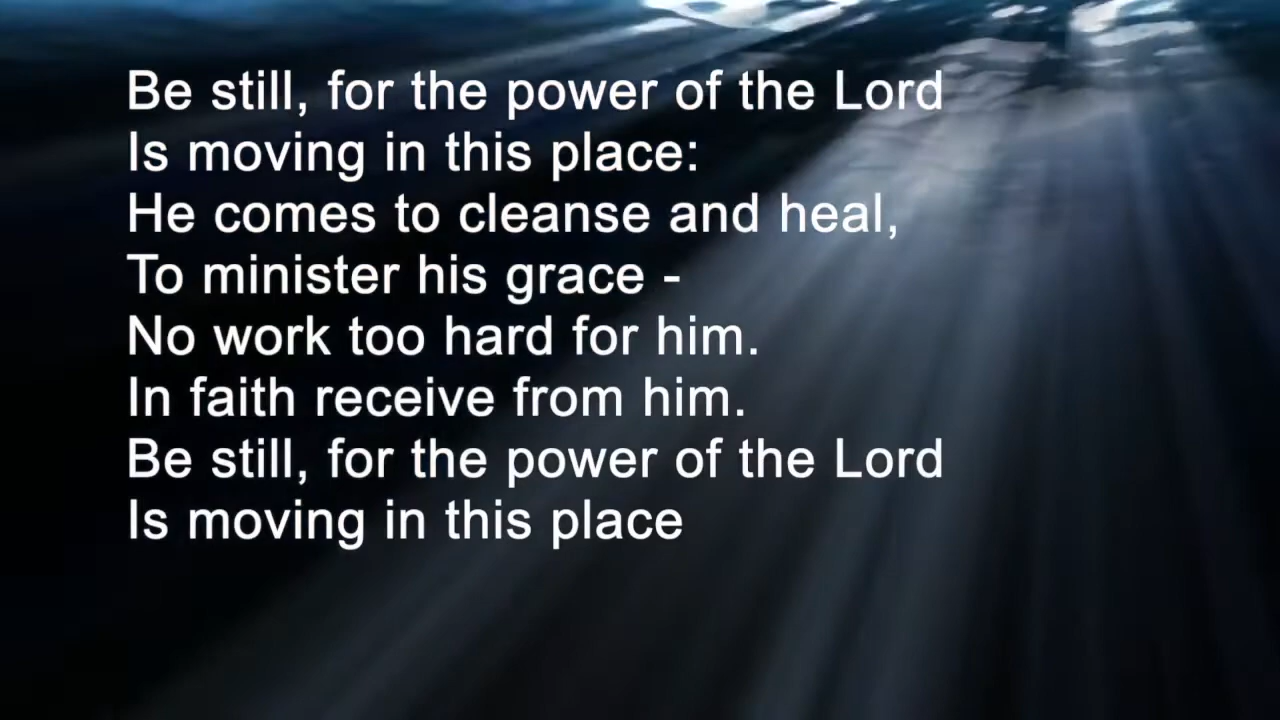 Be still, for the power of the Lord
Is moving in this place:
He comes to cleanse and heal,
To minister his grace -
No work too hard for him.
In faith receive from him.
Be still, for the power of the Lord
Is moving in this place